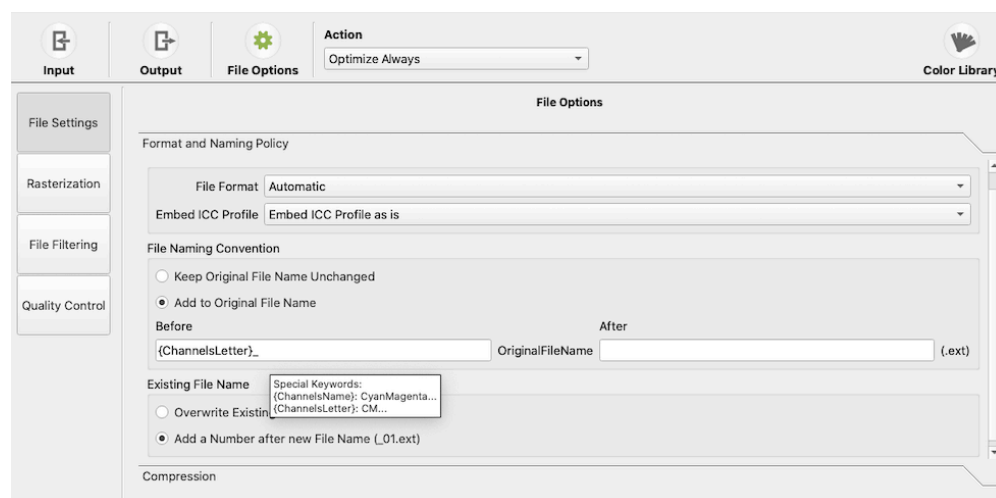 Action
Optimize Always
Input
Output
File Options
Color Library
File Options
File Settings
Rasterization
File Filtering
Quality Control
Format and Naming Policy
File Format Automatic
Embed ICC Profile Embed ICC Profile as is
File Naming Convention
Keep Original File Name Unchanged
Add to Original File Name
Before After
{ChannelsLetter}_ OriginalFileName (.ext)
Existing File Name
Special Keywords:
{ChannelsName}: CyanMagenta...
{ChannelsLetter}: CM...
Overwrite Existin
Add a Number after new File Name (_01.ext)
Compression